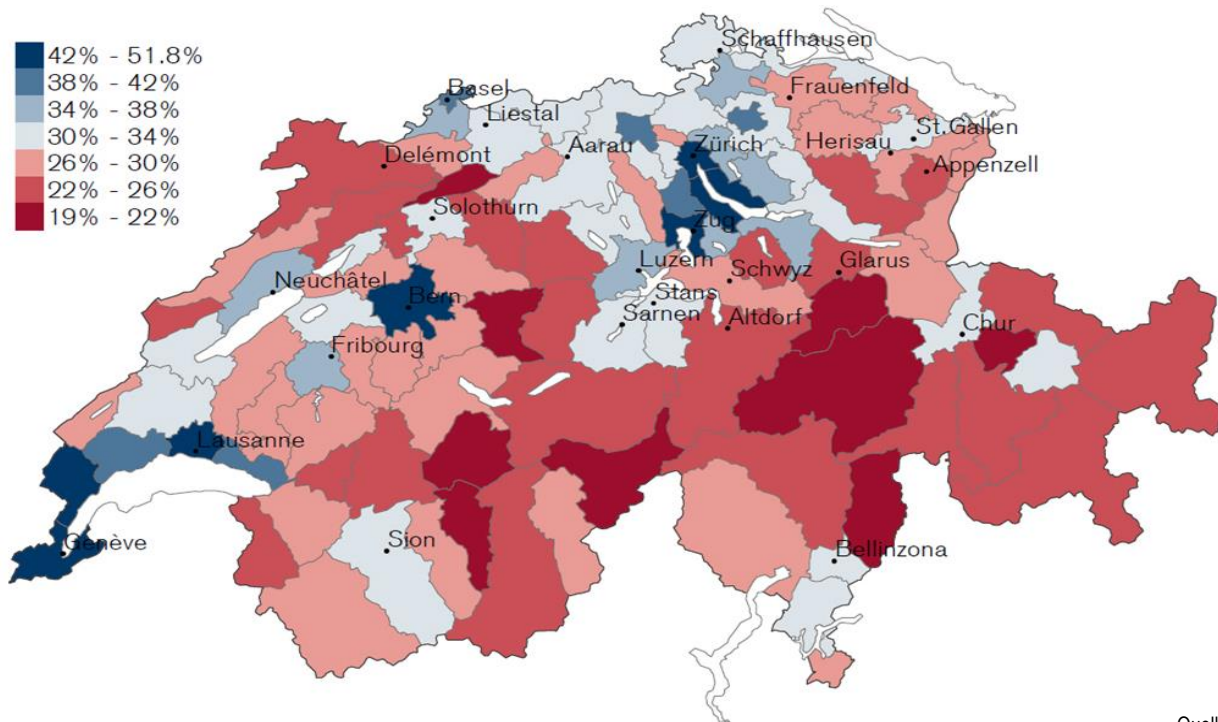 42% - 51.8%
38% - 42%
34% - 38%
30% - 34%
26% - 30%
22% - 26%
19% - 22%
Schaffhausen
Basel
Frauenfeld
Liestal
St.Gallen
Herisau
Aarau
Zürich
Delémont
Appenzell
Solothurn
Zug
Luzern
Schwyz
Glarus
Neuchâtel
Stans
Bern
Sarnen
Altdorf
Chur
Fribourg
Lausanne
Sion
Genève
Bellinzona